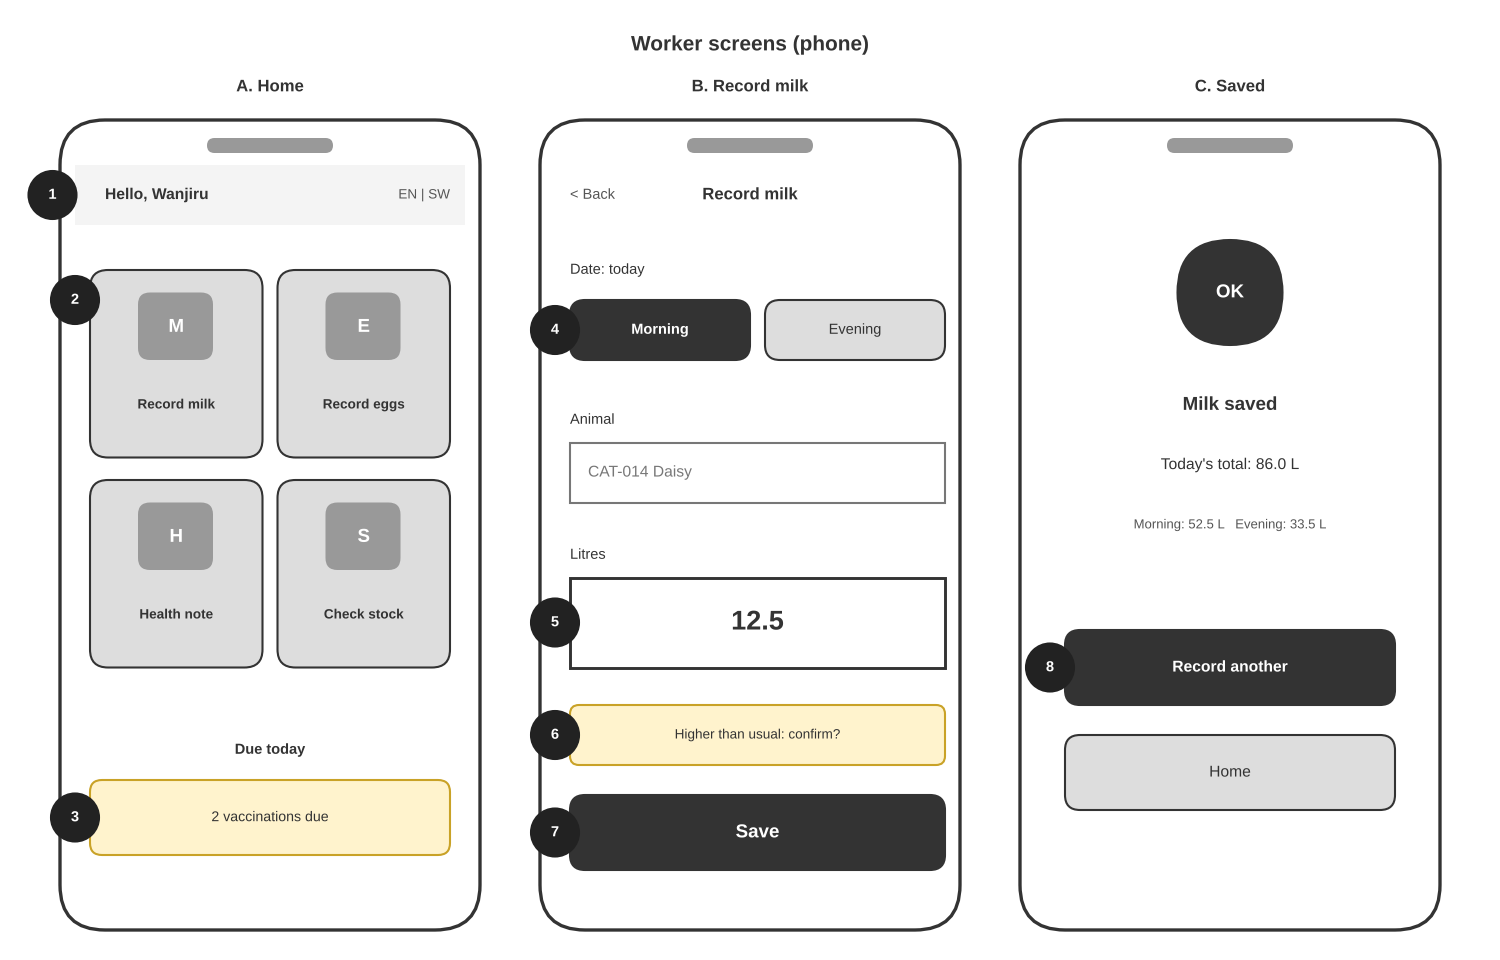 Worker screens (phone)
A. Home
1
Hello, Wanjiru
EN | SW
2
M
Record milk
E
Record eggs
H
Health note
S
Check stock
Due today
3
2 vaccinations due
B. Record milk
< Back
Record milk
Date: today
4
Morning
Evening
Animal
CAT-014 Daisy
Litres
5
12.5
6
Higher than usual: confirm?
7
Save
C. Saved
OK
Milk saved
Today's total: 86.0 L
Morning: 52.5 L Evening: 33.5 L
8
Record another
Home